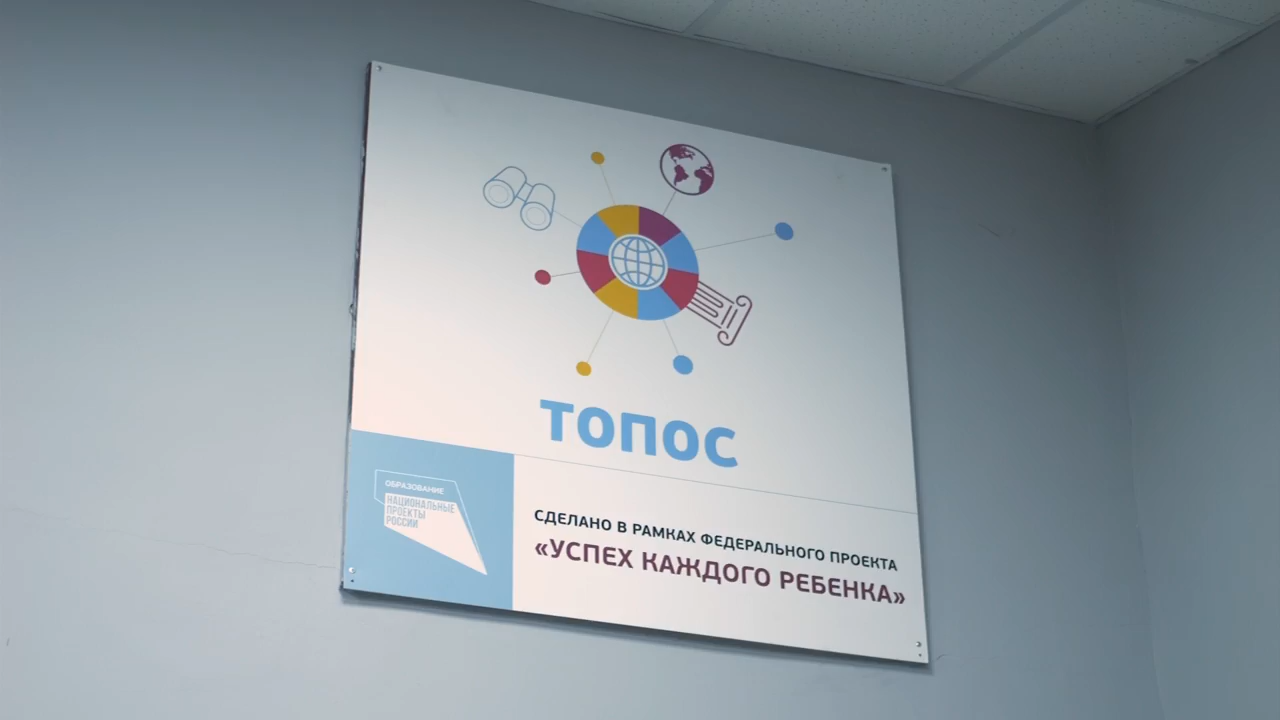 ТОПОС
ОБРАЗОВАНИЕ
НАЦИОНАЛЬНЫЕ
ПРОЕКТЫ
РОССИИ
СДЕЛАНО В РАМКАХ ФЕДЕРАЛЬНОГО ПРОЕКТА
«УСПЕХ КАЖДОГО РЕБЕНКА»